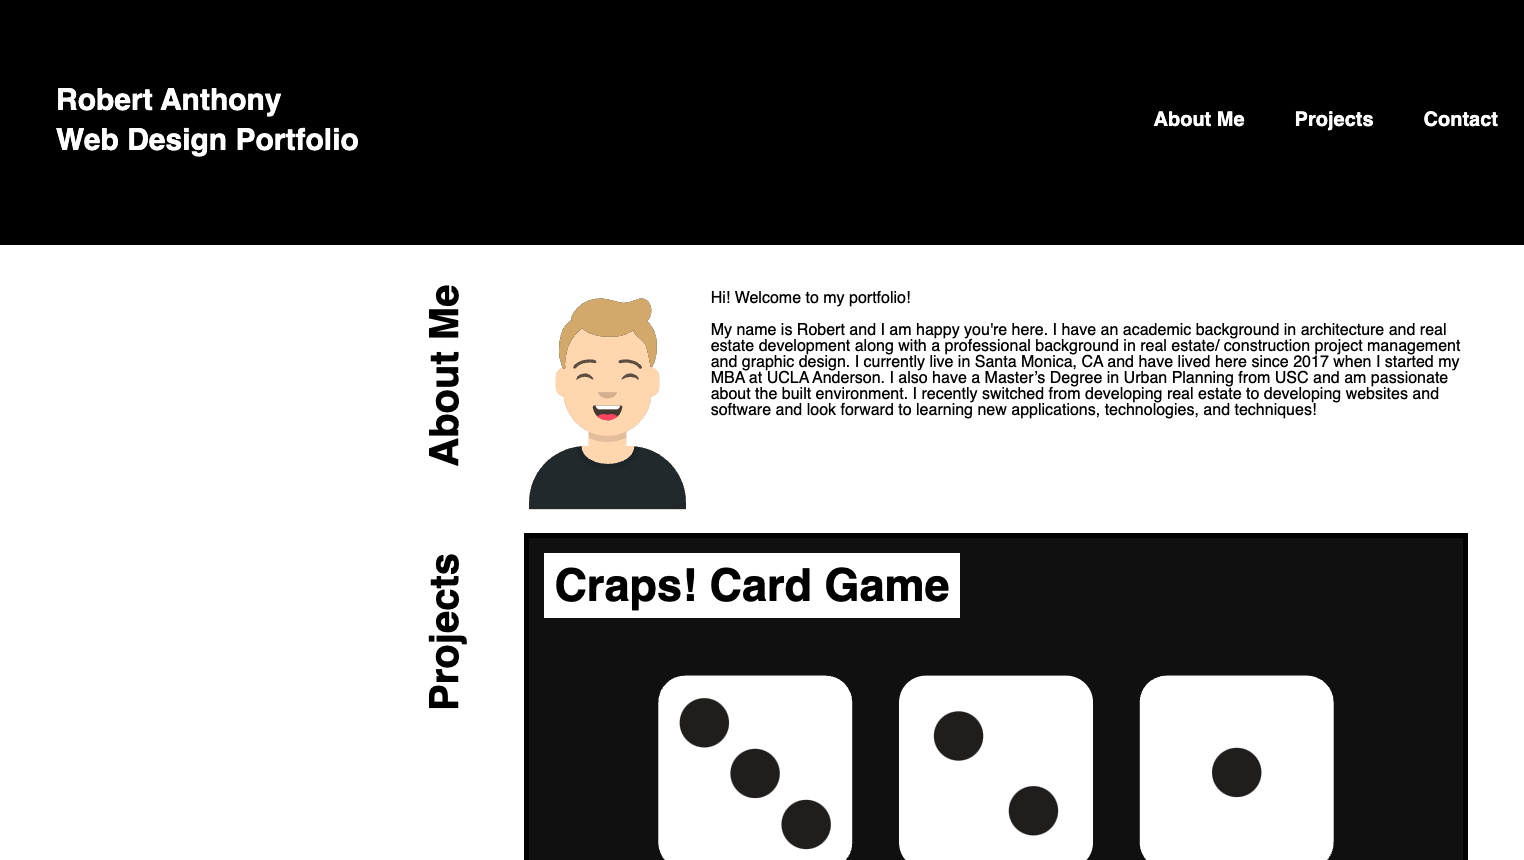 Robert Anthony
Web Design Portfolio
About Me
Projects
Contact
About Me
Hi! Welcome to my portfolio!
My name is Robert and I am happy you're here. I have an academic background in architecture and real
estate development along with a professional background in real estate/ construction project management
and graphic design. I currently live in Santa Monica, CA and have lived here since 2017 when I started my
MBA at UCLA Anderson. I also have a Master’s Degree in Urban Planning from USC and am passionate
about the built environment. I recently switched from developing real estate to developing websites and
software and look forward to learning new applications, technologies, and techniques!
Projects
Craps! Card Game